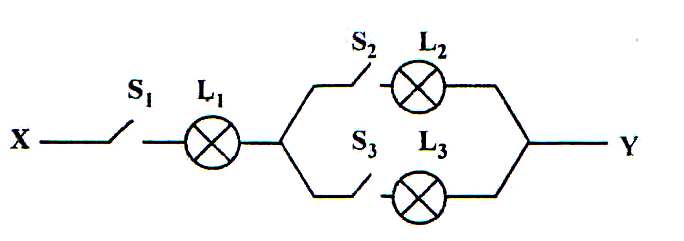 S₂ L₂
S₁ L₁
X
S₃ L₃
Y